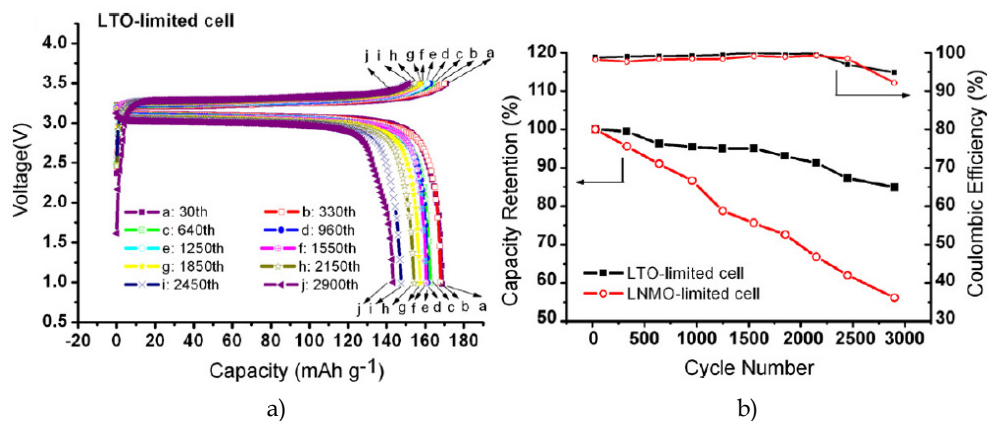 LTO-limited cell
j i h g f e d c b a
4.0
3.5
3.0
2.5
2.0
1.5
1.0
0.5
Voltage(V)
a: 30th b: 330th
c: 640th d: 960th
e: 1250th f: 1550th
g: 1850th h: 2150th
i: 2450th j: 2900th
j i h g f e d c b a
-20 0 20 40 60 80 100 120 140 160 180
Capacity (mAh g-1)
a)
120
110
100
90
80
70
60
50
Capacity Retention (%)
100
90
80
70
60
50
40
30
Coulombic Efficiency (%)
LTO-limited cell
LNMO-limited cell
0 500 1000 1500 2000 2500 3000
Cycle Number
b)